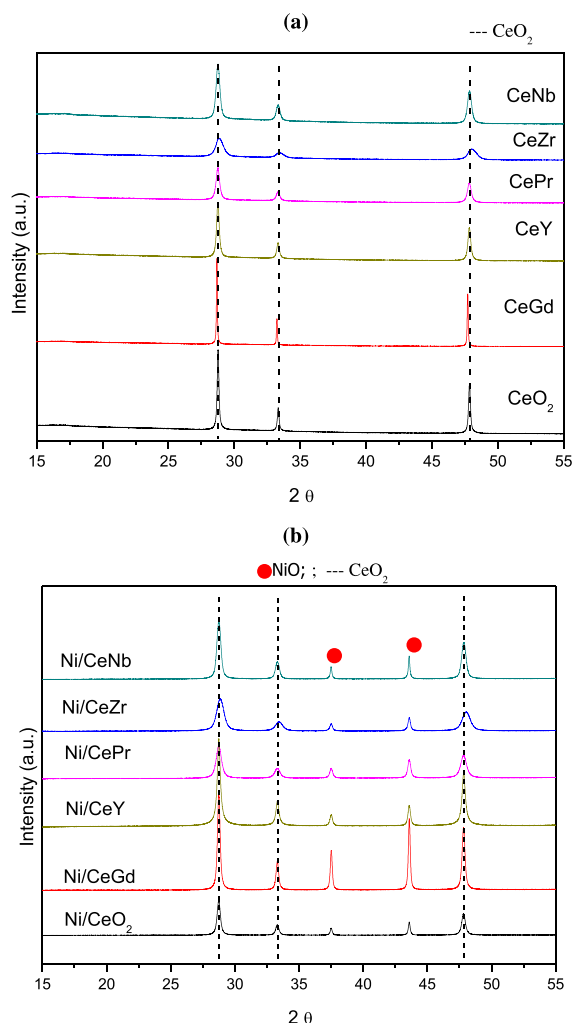 (a)
--- CeO2
CeNb
CeZr
CePr
CeY
CeGd
CeO2
Intensity (a.u.)
15 20 25 30 35 40 45 50 55
2 θ
(b)
NiO; ; --- CeO2
Ni/CeNb
Ni/CeZr
Ni/CePr
Ni/CeY
Ni/CeGd
Ni/CeO2
Intensity (a.u.)
15 20 25 30 35 40 45 50 55
2 θ